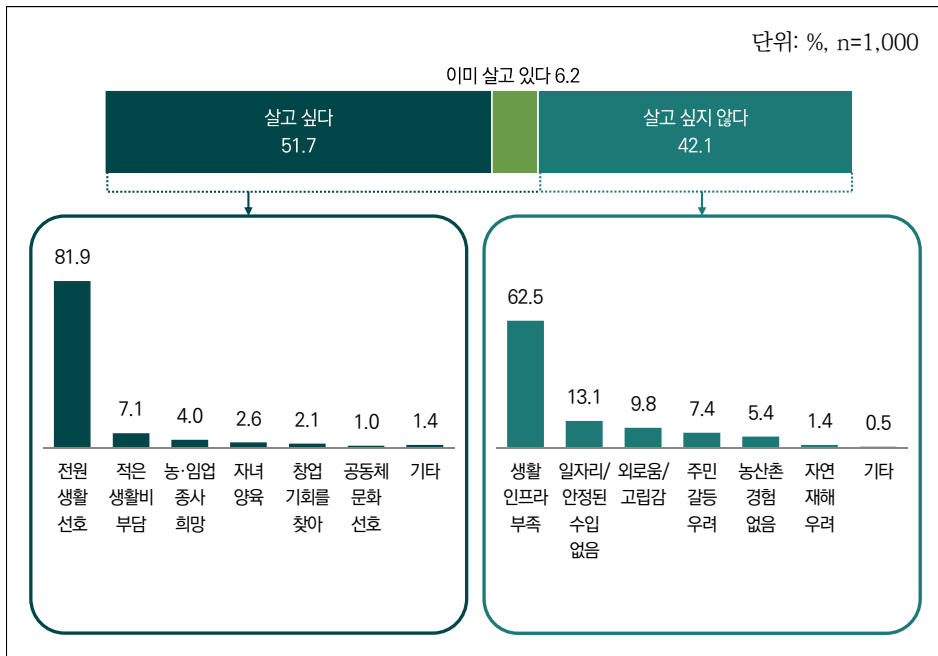 단위: %, n=1,000
이미 살고 있다 6.2
살고 싶다
51.7
살고 싶지 않다
42.1
81.9
7.1
4.0
2.6
2.1
1.0
1.4
전원
생활
선호
적은
생활비
부담
농·임업
종사
희망
자녀
양육
창업
기회를
찾아
공동체
문화
선호
기타
62.5
13.1
9.8
7.4
5.4
1.4
0.5
생활
인프라
부족
일자리/
안정된
수입
없음
외로움/
고립감
주민
갈등
우려
농산촌
경험
없음
자연
재해
우려
기타